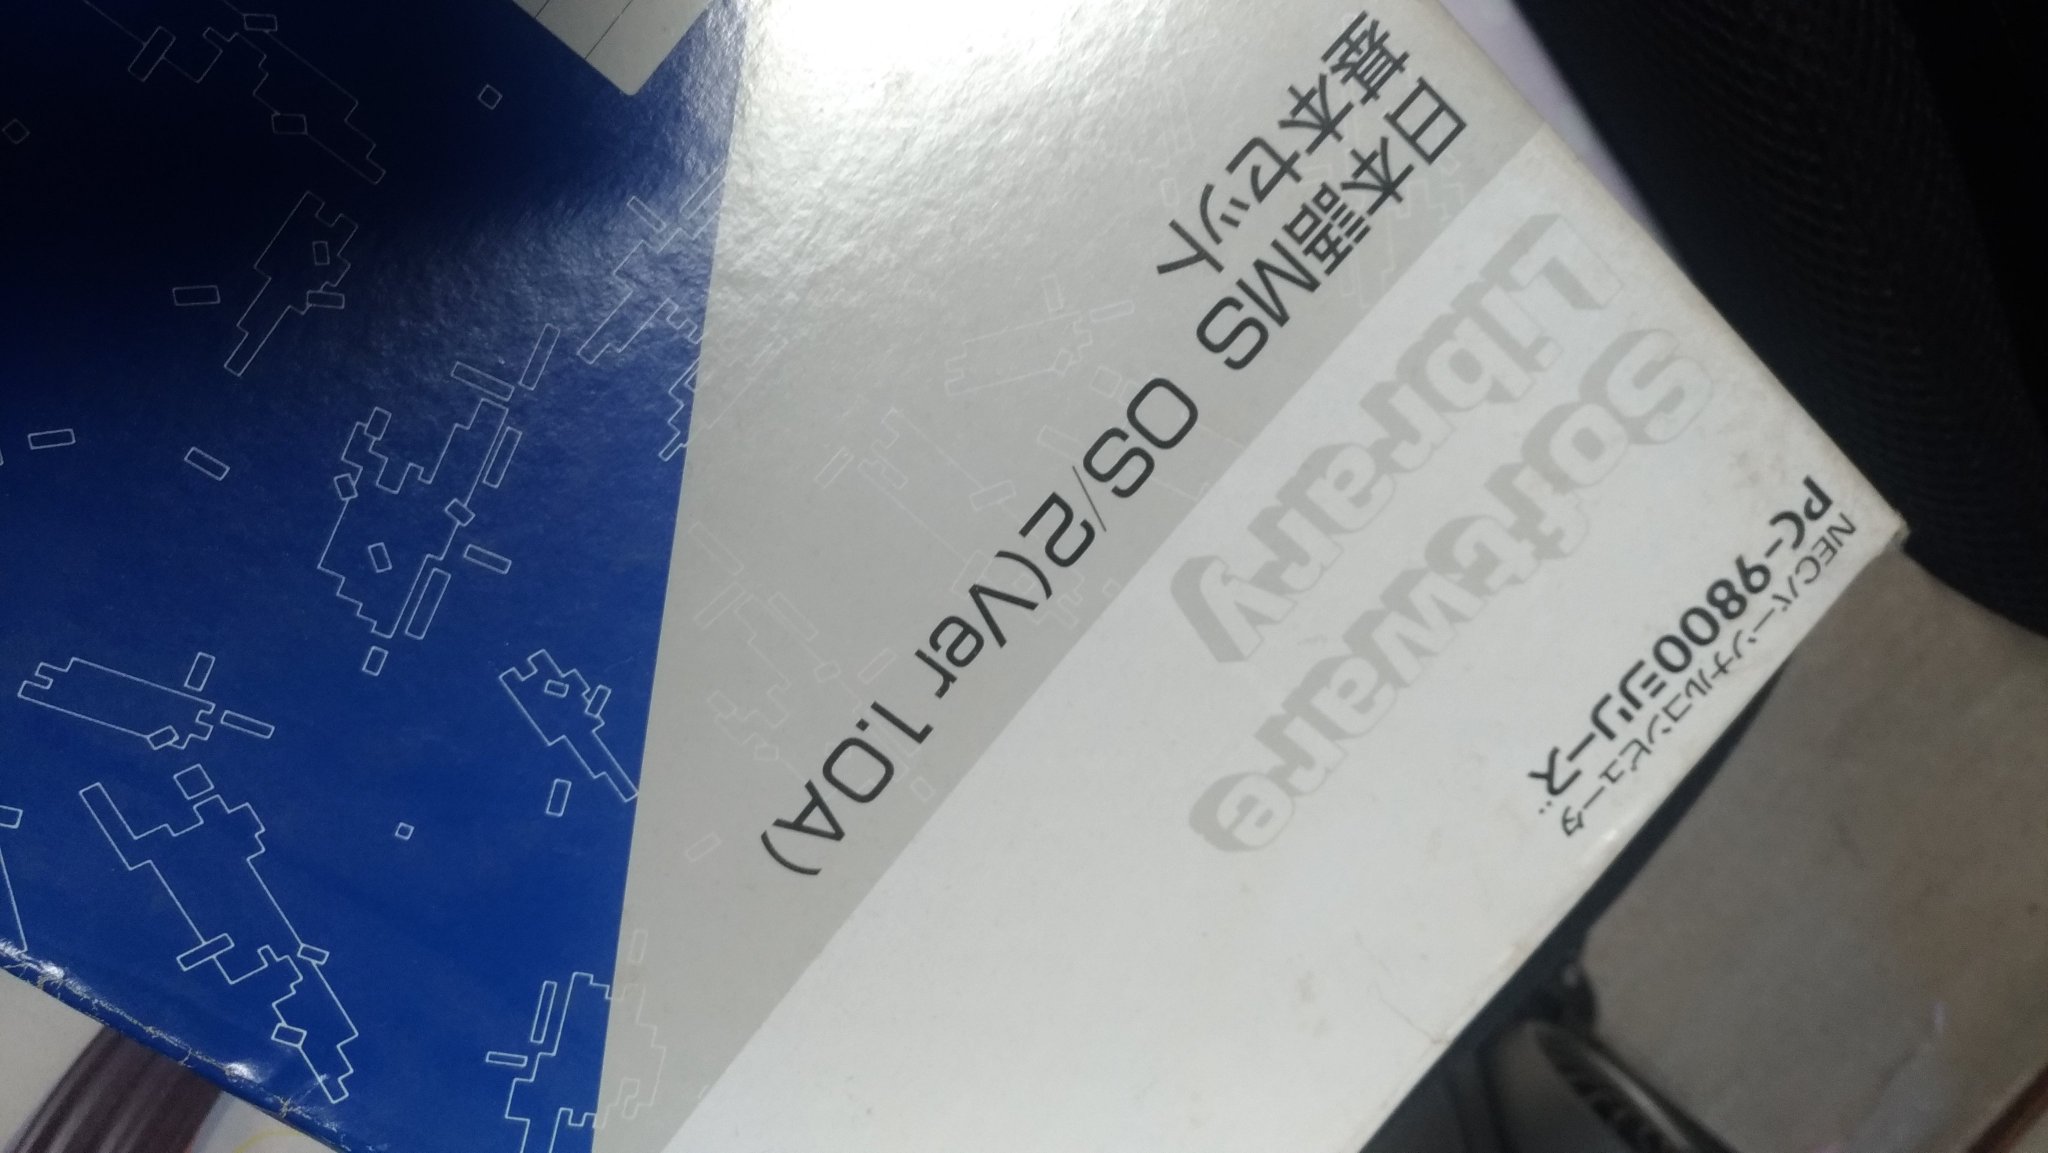 NECパーソナルコンピュータ
PC-9800シリーズ
Software
Library
日本語MS OS/2(Ver 1.0A)
基本セット